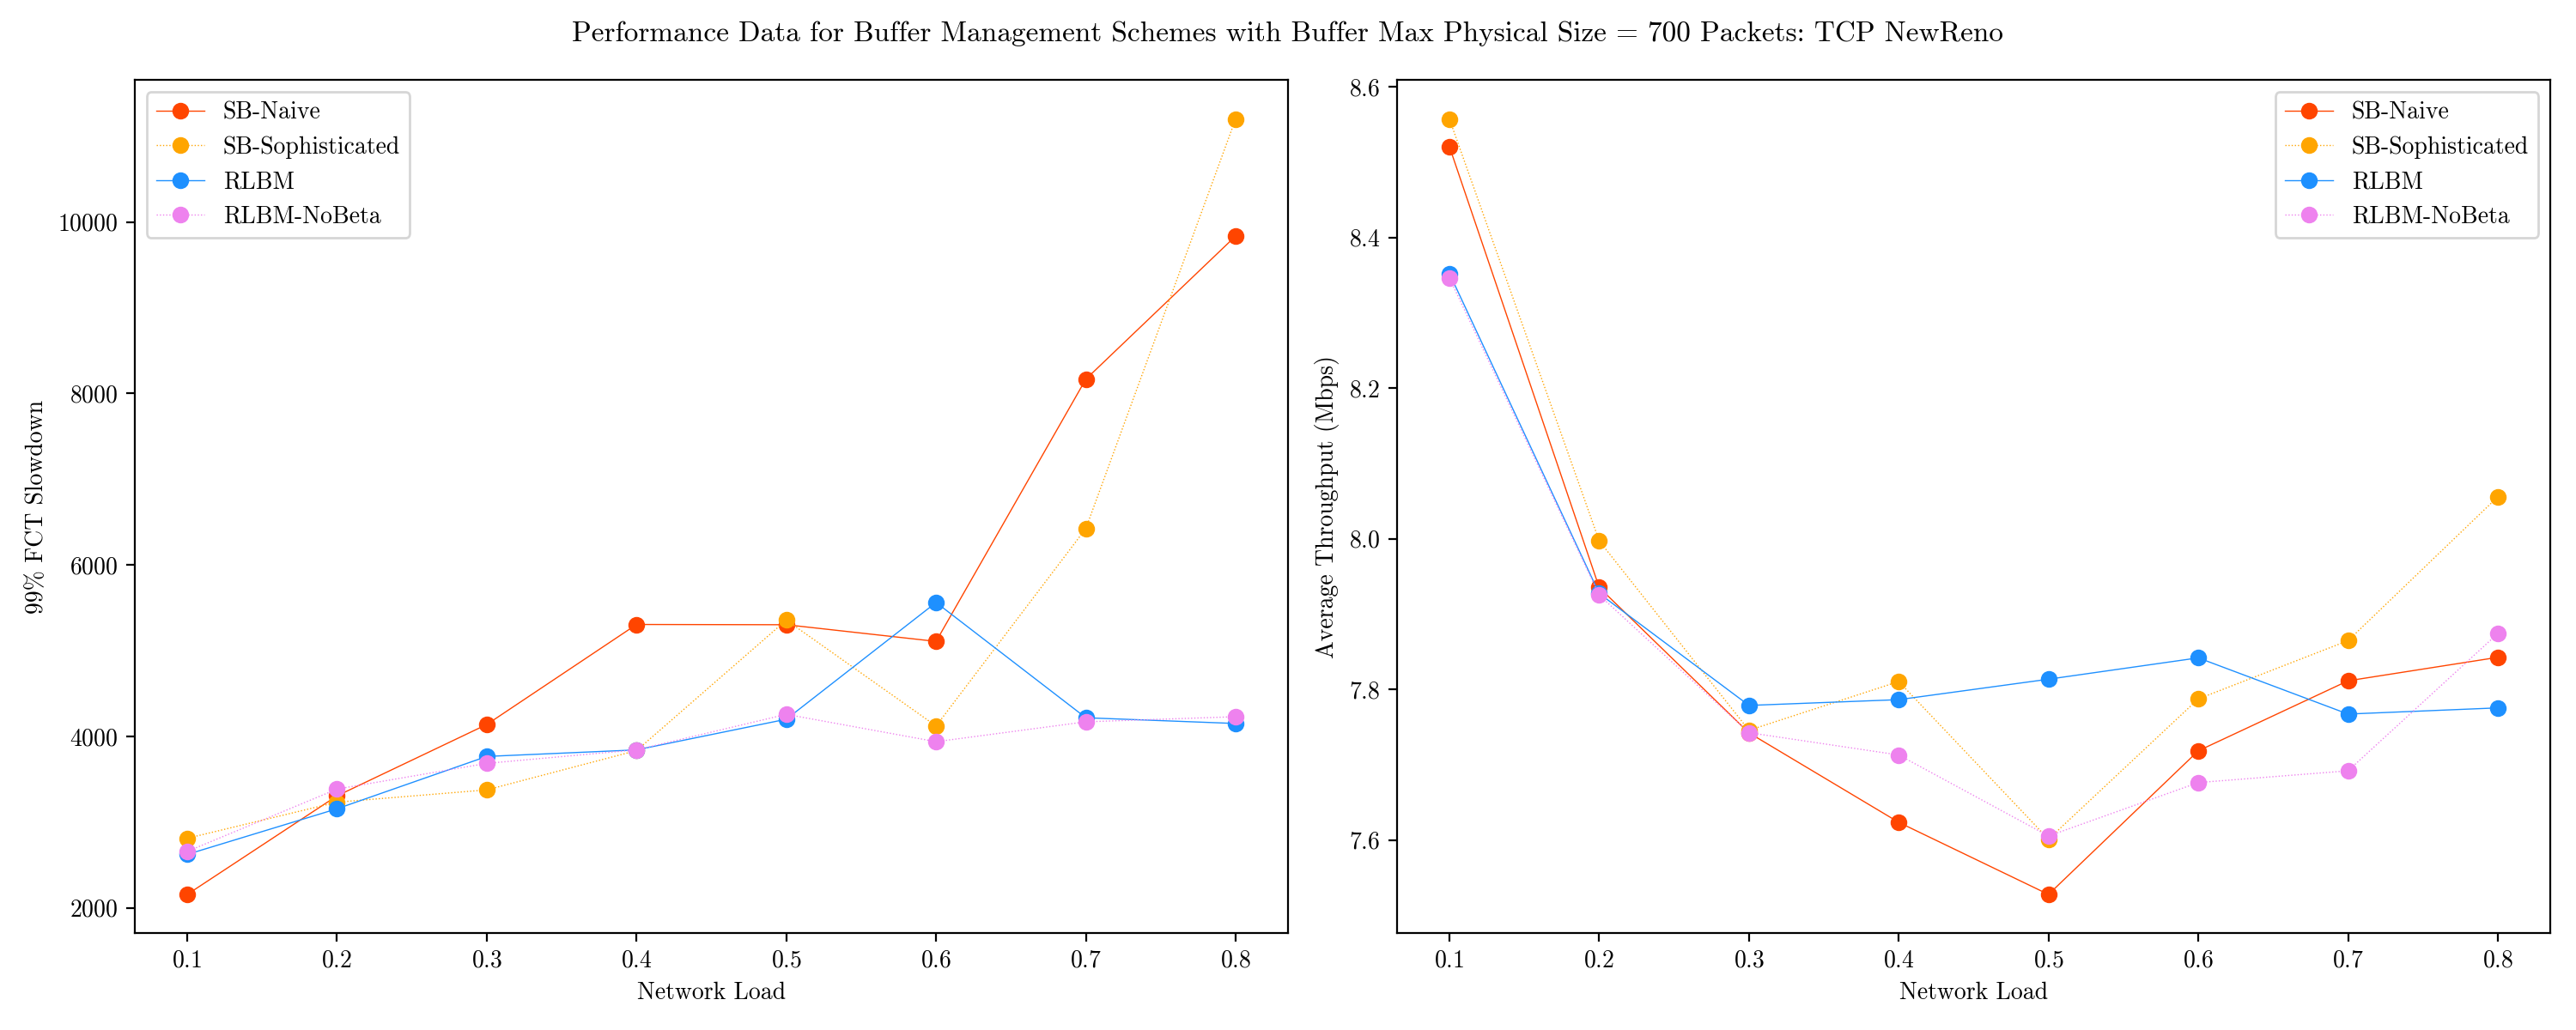 Performance Data for Buffer Management Schemes with Buffer Max Physical Size = 700 Packets: TCP NewReno
SB-Naive
SB-Sophisticated
RLBM
RLBM-NoBeta
99% FCT Slowdown
10000
8000
6000
4000
2000
0.1 0.2 0.3 0.4 0.5 0.6 0.7 0.8
Network Load
SB-Naive
SB-Sophisticated
RLBM
RLBM-NoBeta
Average Throughput (Mbps)
8.6
8.4
8.2
8.0
7.8
7.6
0.1 0.2 0.3 0.4 0.5 0.6 0.7 0.8
Network Load